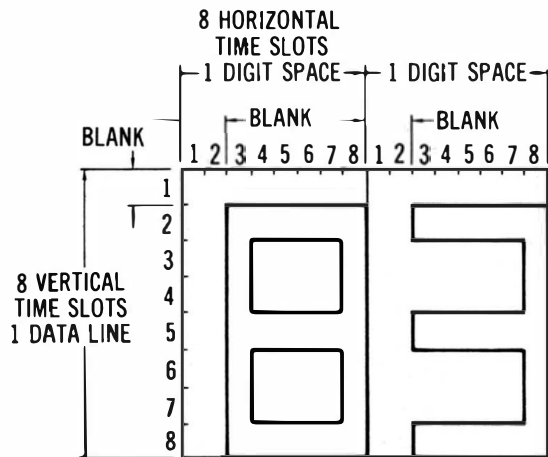 8 HORIZONTAL
TIME SLOTS
1 DIGIT SPACE 1 DIGIT SPACE
BLANK BLANK
BLANK
1 2 3 4 5 6 7 8 1 2 3 4 5 6 7 8
1
2
3
4
5
6
7
8
8 VERTICAL
TIME SLOTS
1 DATA LINE